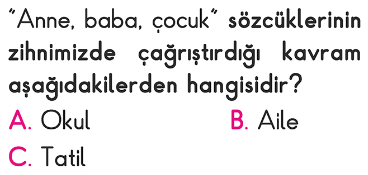 "Anne, baba, çocuk" sözcüklerinin
zihnimizde çağrıştırdığı kavram
aşağıdakilerden hangisidir?
A. Okul B. Aile
C. Tatil